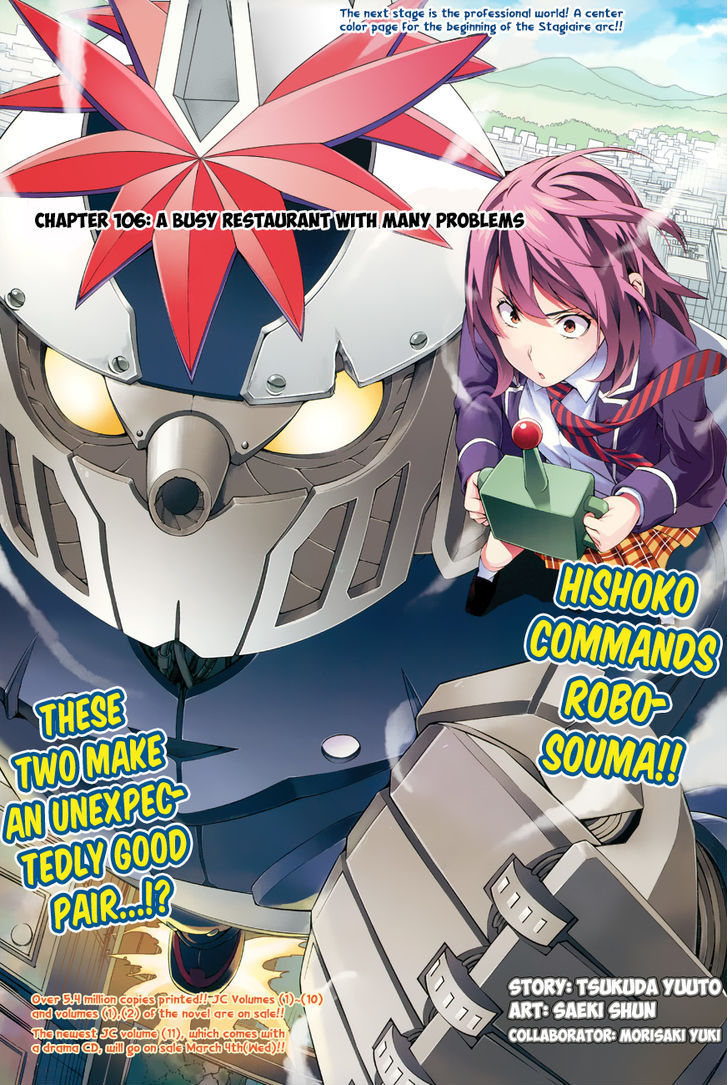 The next stage is the professional world! A center
color page for the beginning of the Stagiaire arc!!
CHAPTER 106: A BUSY RESTAURANT WITH MANY PROBLEMS
HISHOKO
COMMANDS
ROBO-
SOUMA!!
THESE
TWO MAKE
AN UNEXPEC-
TEDLY GOOD
PAIR...!?
STORY: TSUKUDA YUUTO
ART: SAEKI SHUN
COLLABORATOR: MORISAKI YUKI
Over 5.4 million copies printed!! JC Volumes (1)~(10)
and volumes (1),(2) of the novel are on sale!!
The newest JC volume (11), which comes with
a drama CD, will go on sale March 4th(Wed)!!